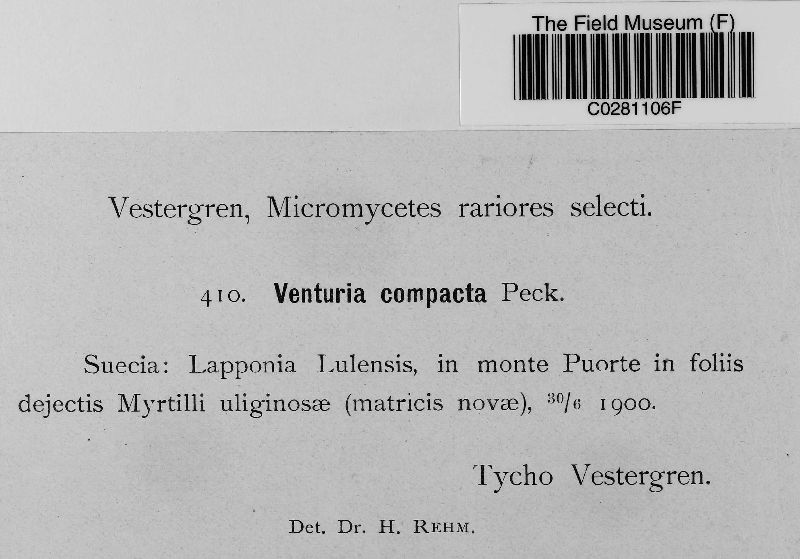 The Field Museum (F)
C0281106F
Vestergren, Micromycetes rariores selecti.
410. Venturia compacta Peck.
Suecia: Lapponia Lulensis, in monte Puorte in foliis
dejectis Myrtilli uliginosæ (matricis novæ), 30/6 1900.
Tycho Vestergren.
Det. Dr. H. REHM.